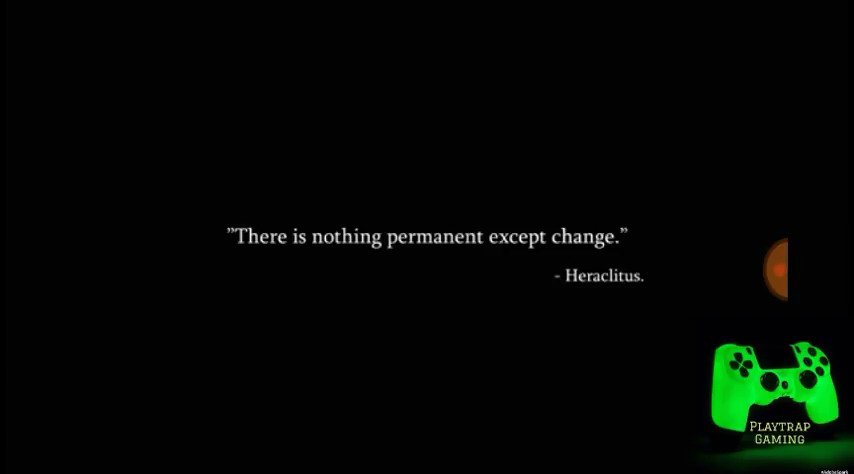 ”There is nothing permanent except change.”
- Heraclitus.
Playtrap
Gaming